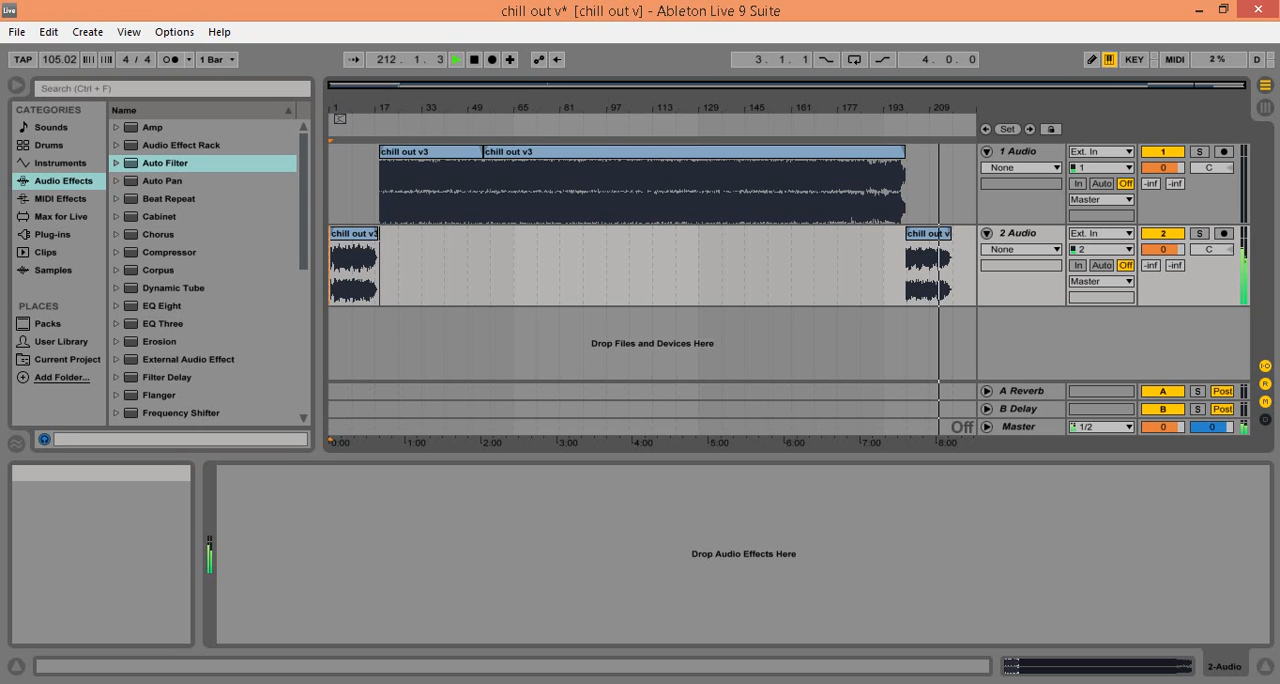 Live
chill out v* [chill out v] - Ableton Live 9 Suite
File Edit Create View Options Help
TAP 105.02 4 / 4 1 Bar 212 . 1 . 3 3 . 1 . 1 4 . 0 . 0 KEY MIDI 2 % D
Search (Ctrl + F)
CATEGORIES
Sounds
Drums
Instruments
Audio Effects
MIDI Effects
Max for Live
Plug-ins
Clips
Samples
PLACES
Packs
User Library
Current Project
Add Folder...
Name
Amp
Audio Effect Rack
Auto Filter
Auto Pan
Beat Repeat
Cabinet
Chorus
Compressor
Corpus
Dynamic Tube
EQ Eight
EQ Three
Erosion
External Audio Effect
Filter Delay
Flanger
Frequency Shifter
1 17 33 49 65 81 97 113 129 145 161 177 193 209
Set
chill out v3 chill out v3
1 Audio Ext. In 1 S
None 1 0 C
In Auto Off -inf -inf
Master
chill out v3 chill out v
2 Audio Ext. In 2 S
None 2 0 C
In Auto Off -inf -inf
Master
Drop Files and Devices Here
A Reverb A S Post
B Delay B S Post
Off Master 1/2 0 0
0:00 1:00 2:00 3:00 4:00 5:00 6:00 7:00 8:00
I-O
R
M
D
Drop Audio Effects Here
2-Audio